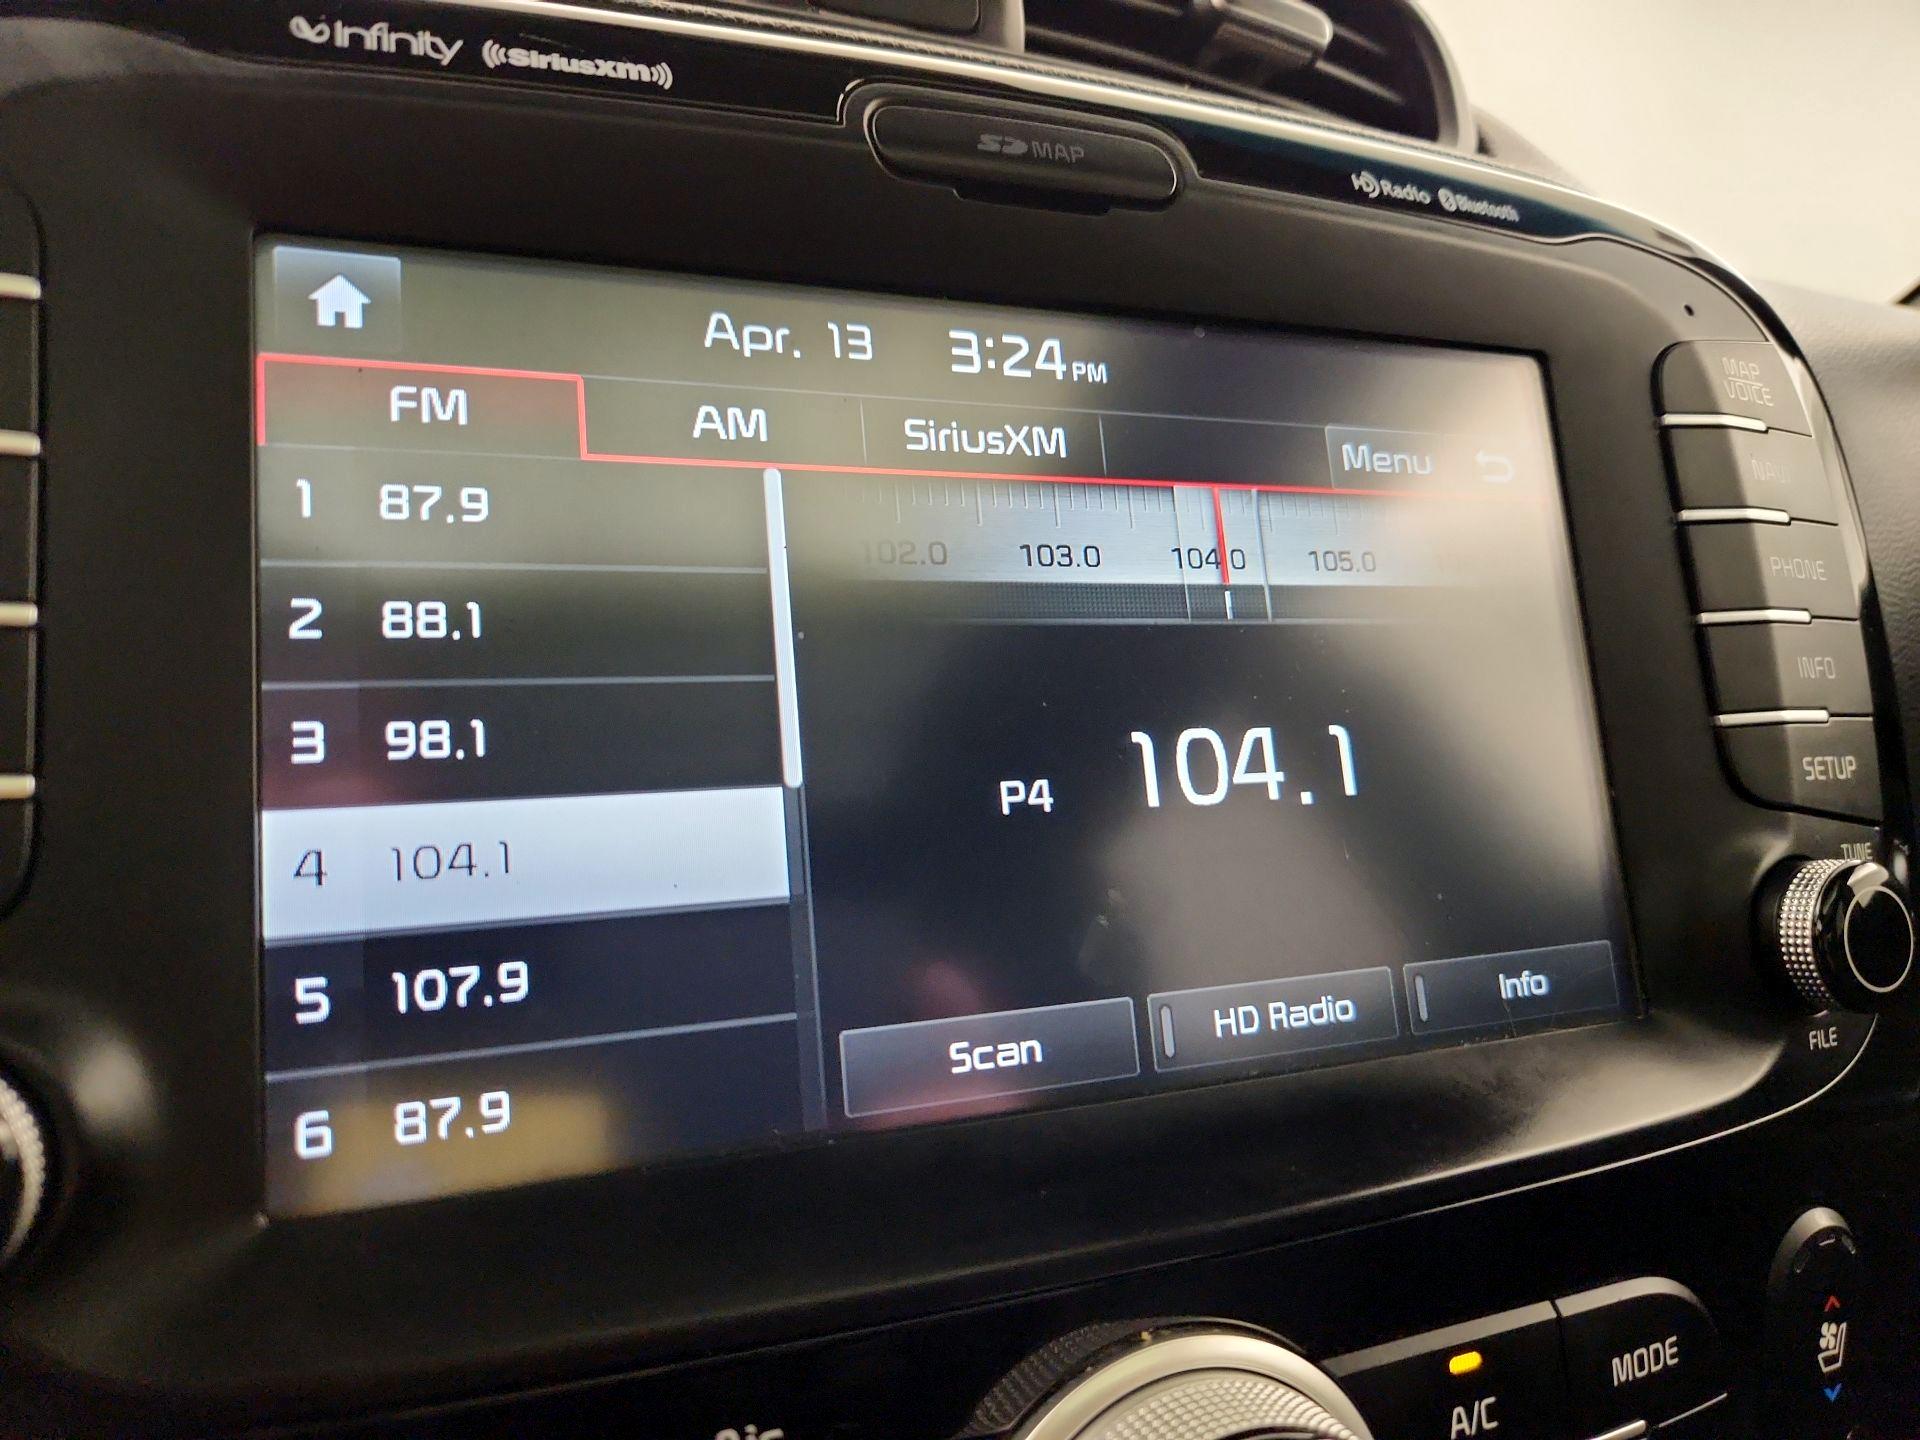 Infinity ((SiriusXM))
SD MAP
HD Radio Bluetooth
Apr. 13 3:24 PM
FM AM SiriusXM Menu
1 87.9
2 88.1
3 98.1
4 104.1
5 107.9
6 87.9
102.0 103.0 104.0 105.0
P4 104.1
Scan HD Radio Info
MAP
VOICE
NAV
PHONE
INFO
SETUP
TUNE
FILE
A/C MODE